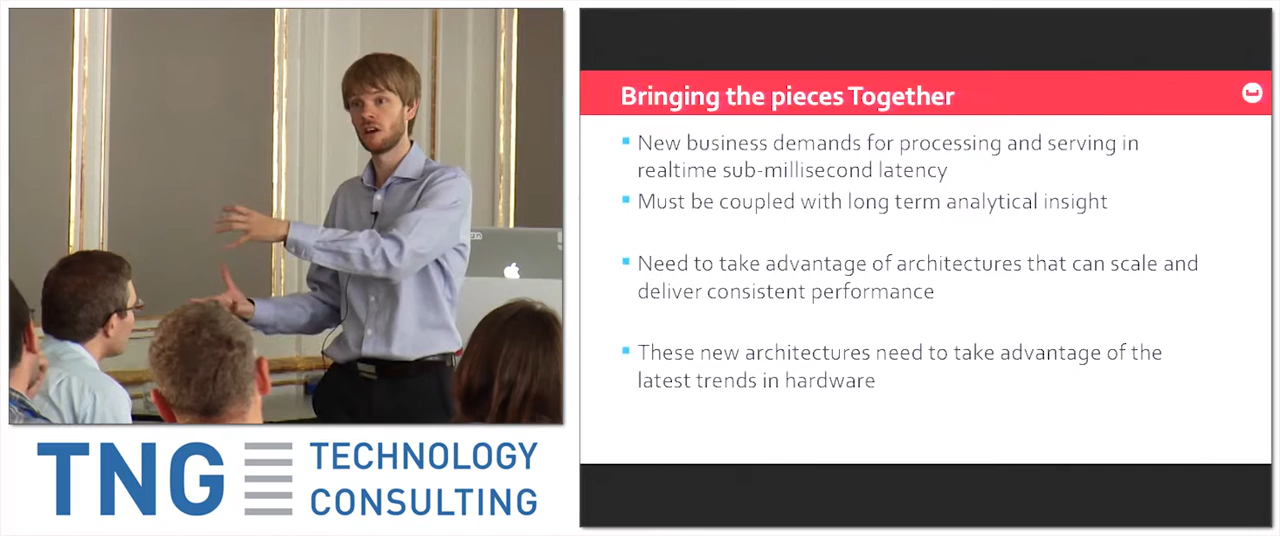 Bringing the pieces Together
New business demands for processing and serving in
realtime sub-millisecond latency
Must be coupled with long term analytical insight
Need to take advantage of architectures that can scale and
deliver consistent performance
These new architectures need to take advantage of the
latest trends in hardware
TNG TECHNOLOGY
CONSULTING